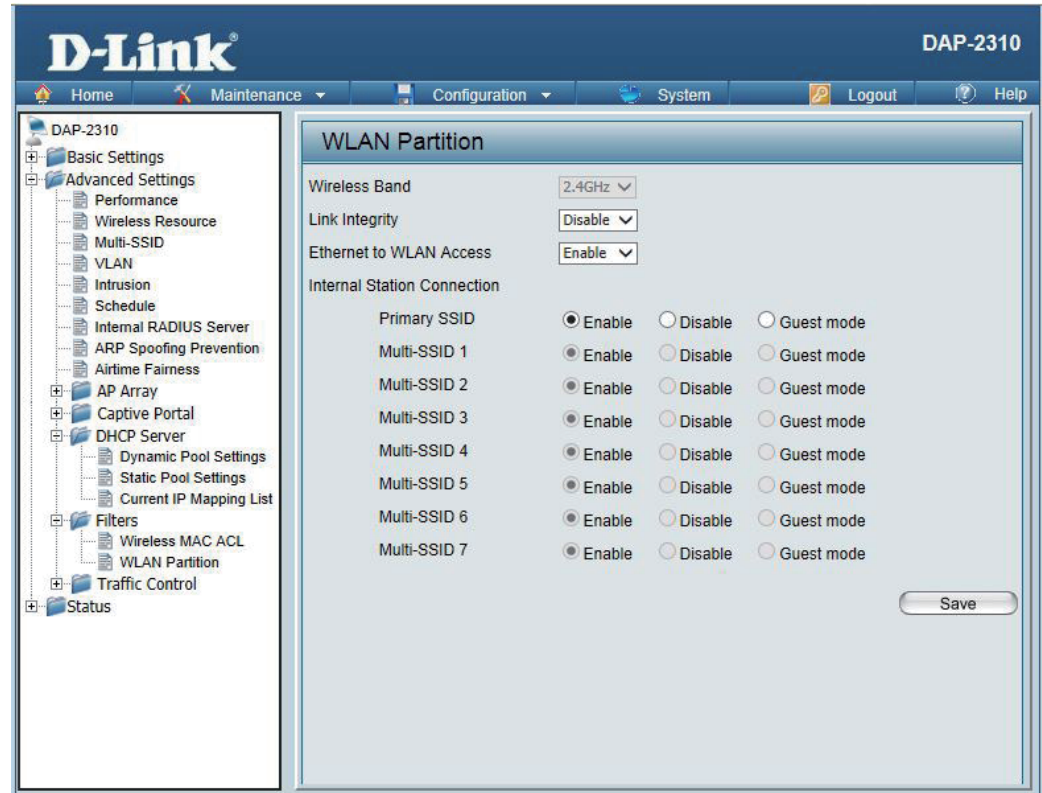 D-Link
DAP-2310
Home Maintenance Configuration System Logout Help
DAP-2310
Basic Settings
Advanced Settings
Performance
Wireless Resource
Multi-SSID
VLAN
Intrusion
Schedule
Internal RADIUS Server
ARP Spoofing Prevention
Airtime Fairness
AP Array
Captive Portal
DHCP Server
Dynamic Pool Settings
Static Pool Settings
Current IP Mapping List
Filters
Wireless MAC ACL
WLAN Partition
Traffic Control
Status
WLAN Partition
Wireless Band 2.4GHz
Link Integrity Disable
Ethernet to WLAN Access Enable
Internal Station Connection
Primary SSID Enable Disable Guest mode
Multi-SSID 1 Enable Disable Guest mode
Multi-SSID 2 Enable Disable Guest mode
Multi-SSID 3 Enable Disable Guest mode
Multi-SSID 4 Enable Disable Guest mode
Multi-SSID 5 Enable Disable Guest mode
Multi-SSID 6 Enable Disable Guest mode
Multi-SSID 7 Enable Disable Guest mode
Save